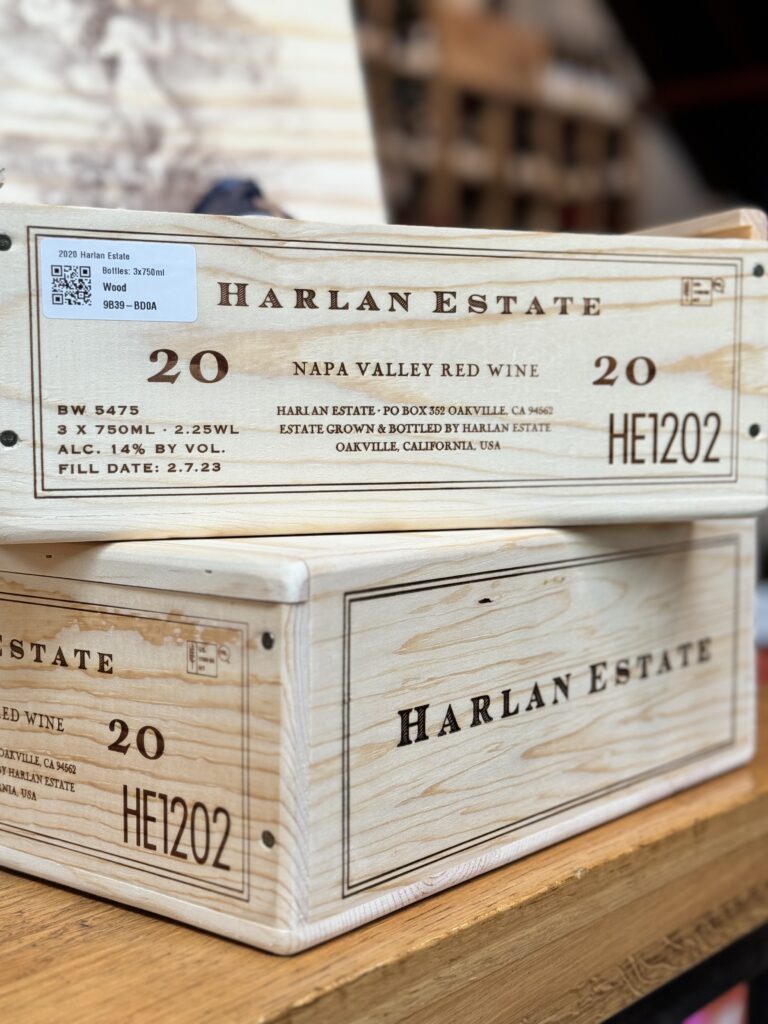 2020 Harlan Estate
Bottles: 3x750ml
Wood
9B39-BD0A
HARLAN ESTATE
20
NAPA VALLEY RED WINE
20
BW 5475
3 X 750ML · 2.25WL
ALC. 14% BY VOL.
FILL DATE: 2.7.23
HARLAN ESTATE · PO BOX 352 OAKVILLE, CA 94562
ESTATE GROWN & BOTTLED BY HARLAN ESTATE
OAKVILLE, CALIFORNIA, USA
HE1202
ESTATE
RED WINE
20
OAKVILLE, CA 94562
BY HARLAN ESTATE
USA
HE1202
HARLAN ESTATE